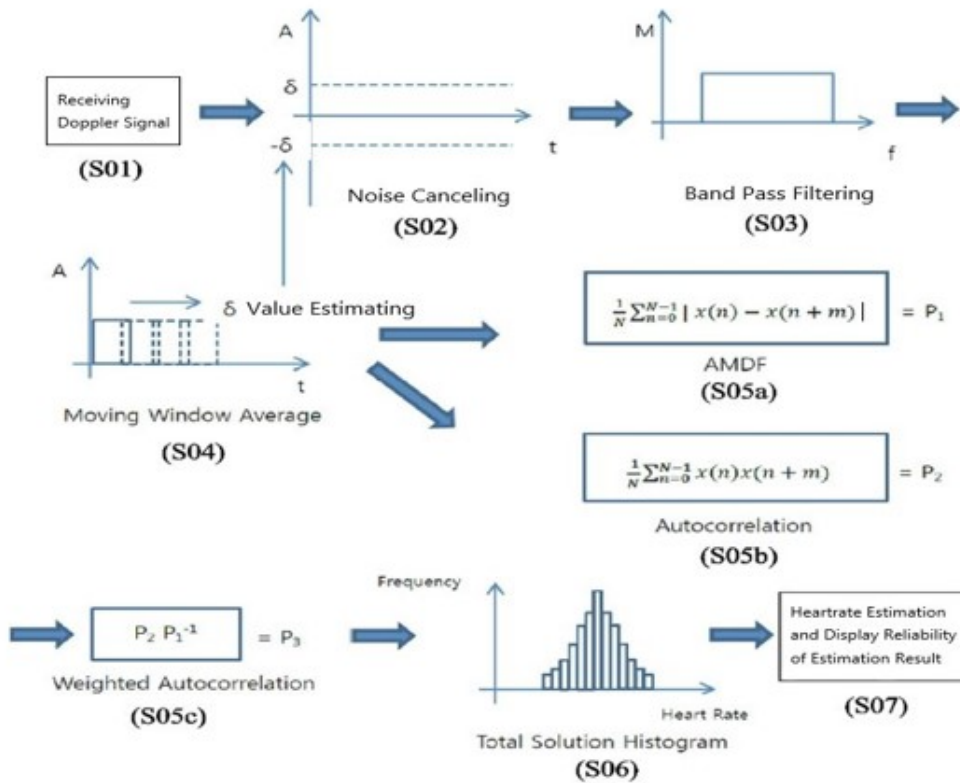 Receiving
Doppler Signal
(S01)
A
δ
-δ
t
Noise Canceling
(S02)
M
f
Band Pass Filtering
(S03)
A
t
δ Value Estimating
Moving Window Average
(S04)
1/N ∑_{n=0}^{N-1} | x(n) − x(n + m) | = P₁
AMDF
(S05a)
1/N ∑_{n=0}^{N-1} x(n)x(n + m) = P₂
Autocorrelation
(S05b)
P₂ P₁⁻¹ = P₃
Weighted Autocorrelation
(S05c)
Frequency
Heart Rate
Total Solution Histogram
(S06)
Heartrate Estimation
and Display Reliability
of Estimation Result
(S07)